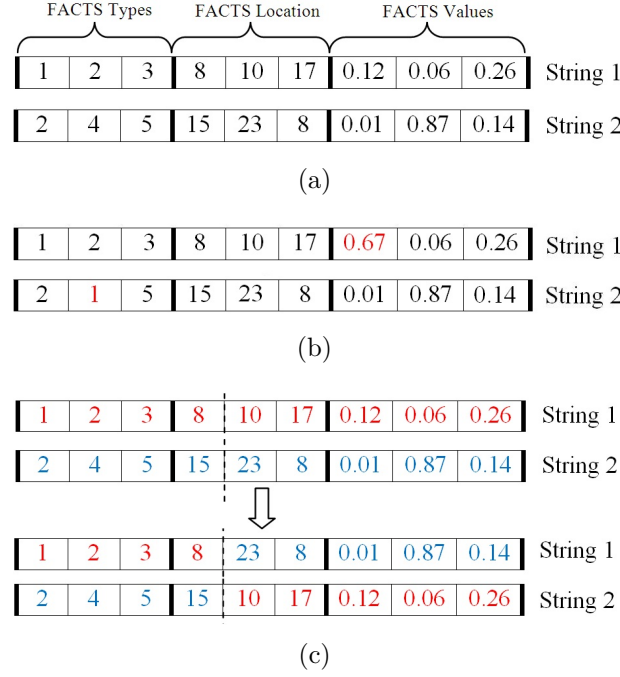 FACTS Types FACTS Location FACTS Values
1 2 3 8 10 17 0.12 0.06 0.26 String 1
2 4 5 15 23 8 0.01 0.87 0.14 String 2
(a)
1 2 3 8 10 17 0.67 0.06 0.26 String 1
2 1 5 15 23 8 0.01 0.87 0.14 String 2
(b)
1 2 3 8 10 17 0.12 0.06 0.26 String 1
2 4 5 15 23 8 0.01 0.87 0.14 String 2
1 2 3 8 23 8 0.01 0.87 0.14 String 1
2 4 5 15 10 17 0.12 0.06 0.26 String 2
(c)